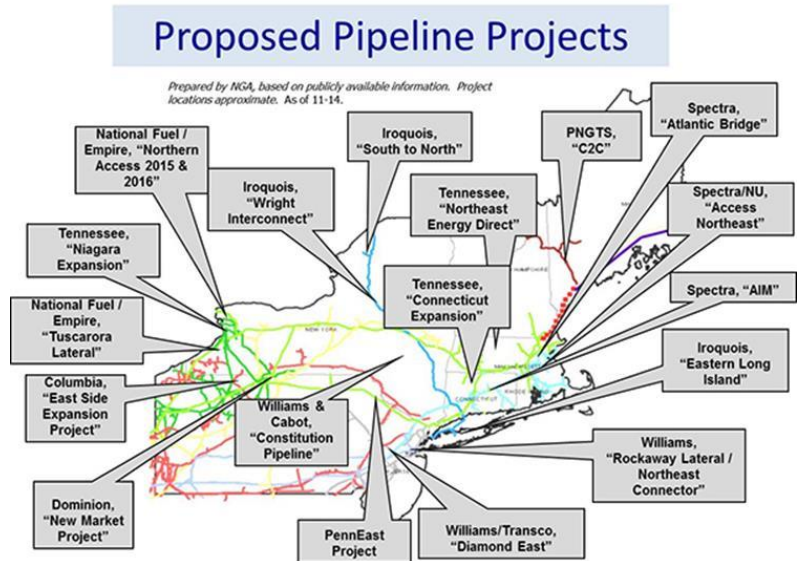 Proposed Pipeline Projects
Prepared by NGA, based on publicly available information. Project
locations approximate. As of 11-14.
National Fuel /
Empire, “Northern
Access 2015 &
2016”
Iroquois,
“South to North”
PNGTS,
“C2C”
Spectra,
“Atlantic Bridge”
Iroquois,
“Wright
Interconnect”
Tennessee,
“Northeast
Energy Direct”
Spectra/NU,
“Access
Northeast”
Tennessee,
“Niagara
Expansion”
Tennessee,
“Connecticut
Expansion”
Spectra, “AIM”
National Fuel /
Empire,
“Tuscarora
Lateral”
Iroquois,
“Eastern Long
Island”
Columbia,
“East Side
Expansion
Project”
Williams &
Cabot,
“Constitution
Pipeline”
Williams,
“Rockaway Lateral /
Northeast
Connector”
Dominion,
“New Market
Project”
PennEast
Project
Williams/Transco,
“Diamond East”
NEW YORK
HAMPSHIRE
CONNECTICUT
RHODE